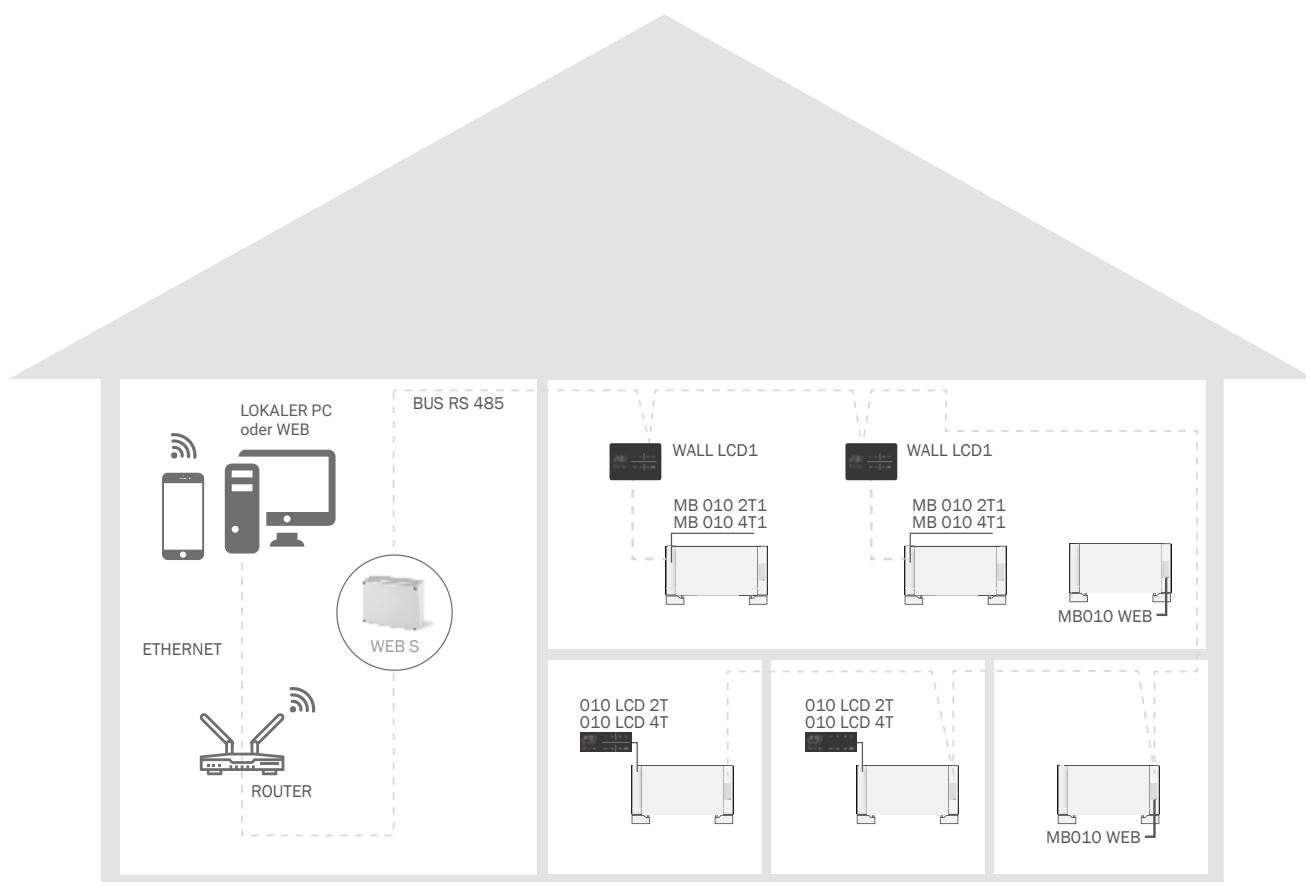 LOKALER PC
oder WEB
BUS RS 485
WEB S
ETHERNET
ROUTER
WALL LCD1
WALL LCD1
MB 010 2T1
MB 010 4T1
MB 010 2T1
MB 010 4T1
MB010 WEB
010 LCD 2T
010 LCD 4T
010 LCD 2T
010 LCD 4T
MB010 WEB